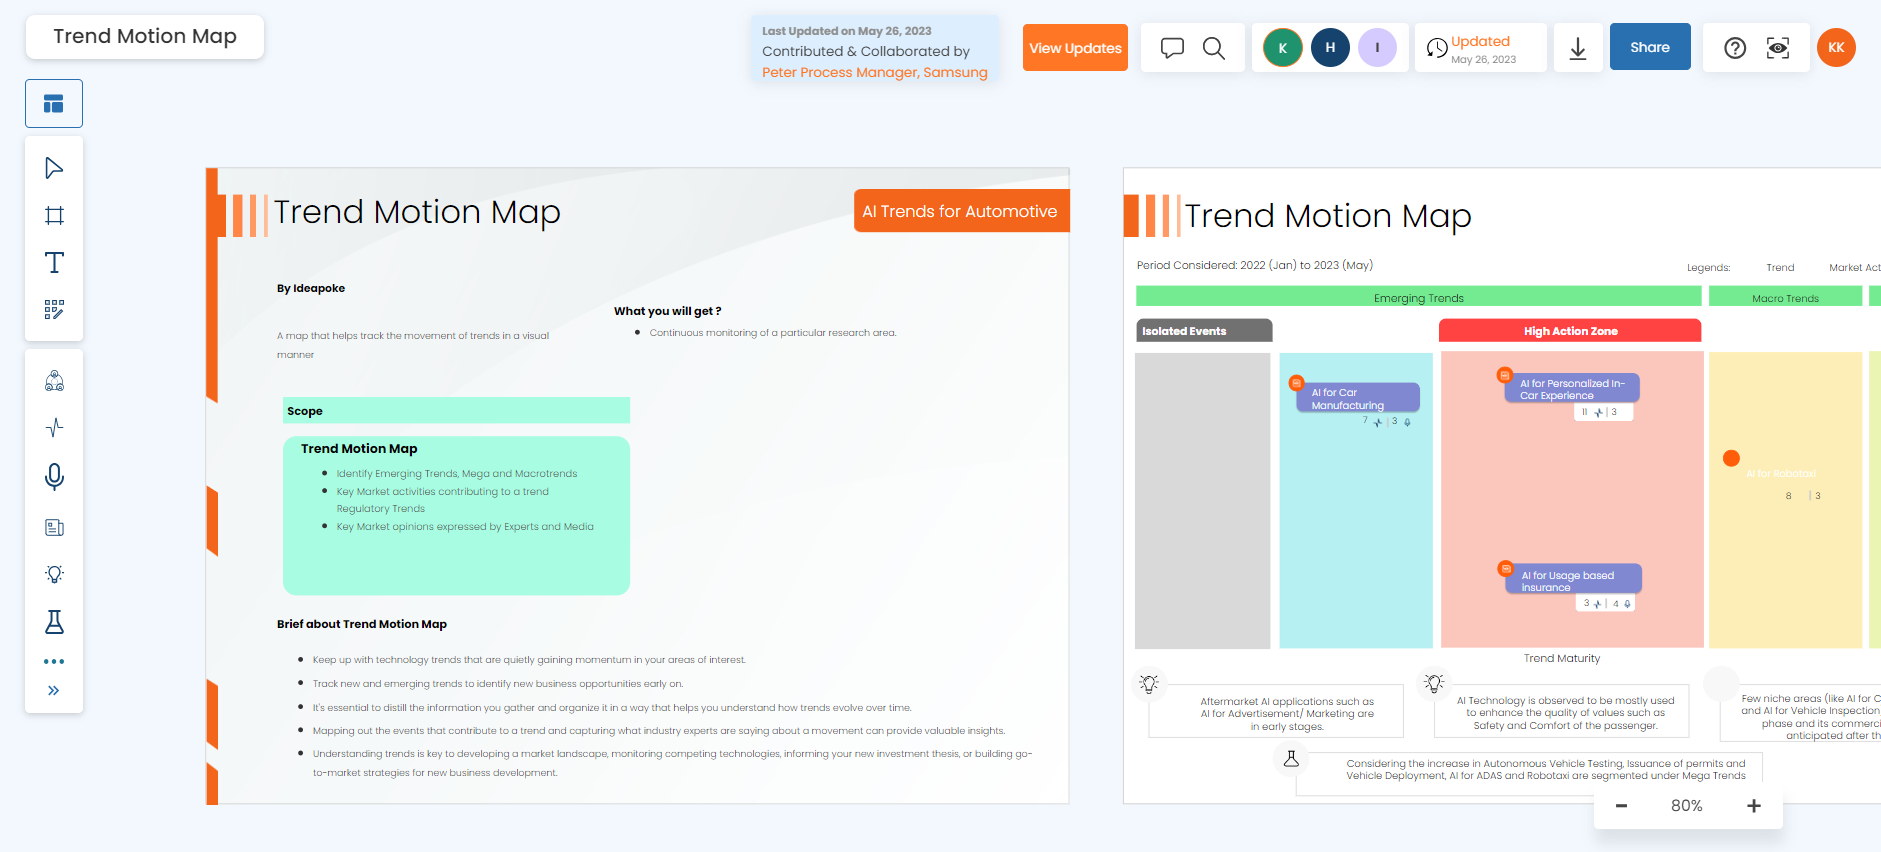 Trend Motion Map
Last Updated on May 26, 2023
Contributed & Collaborated by
Peter Process Manager, Samsung
View Updates
K
H
I
Updated
May 26, 2023
Share
KK
Trend Motion Map
AI Trends for Automotive
By Ideapoke
A map that helps track the movement of trends in a visual
manner
What you will get ?
Continuous monitoring of a particular research area.
Scope
Trend Motion Map
Identify Emerging Trends, Mega and Macrotrends
Key Market activities contributing to a trend
Regulatory Trends
Key Market opinions expressed by Experts and Media
Brief about Trend Motion Map
Keep up with technology trends that are quietly gaining momentum in your areas of interest.
Track new and emerging trends to identify new business opportunities early on.
It's essential to distill the information you gather and organize it in a way that helps you understand how trends evolve over time.
Mapping out the events that contribute to a trend and capturing what industry experts are saying about a movement can provide valuable insights.
Understanding trends is key to developing a market landscape, monitoring competing technologies, informing your new investment thesis, or building go-
to-market strategies for new business development.
Trend Motion Map
Period Considered: 2022 (Jan) to 2023 (May)
Legends:
Trend
Market Act
Emerging Trends
Macro Trends
Isolated Events
High Action Zone
AI for Car
Manufacturing
7 | 3
AI for Personalized In-
Car Experience
11 | 3
AI for Robotaxi
8 | 3
AI for Usage based
insurance
3 | 4
Trend Maturity
Aftermarket AI applications such as
AI for Advertisement/ Marketing are
in early stages.
AI Technology is observed to be mostly used
to enhance the quality of values such as
Safety and Comfort of the passenger.
Few niche areas (like AI for C
and AI for Vehicle Inspection
phase and its commerci
anticipated after th
Considering the increase in Autonomous Vehicle Testing, Issuance of permits and
Vehicle Deployment, AI for ADAS and Robotaxi are segmented under Mega Trends
80%